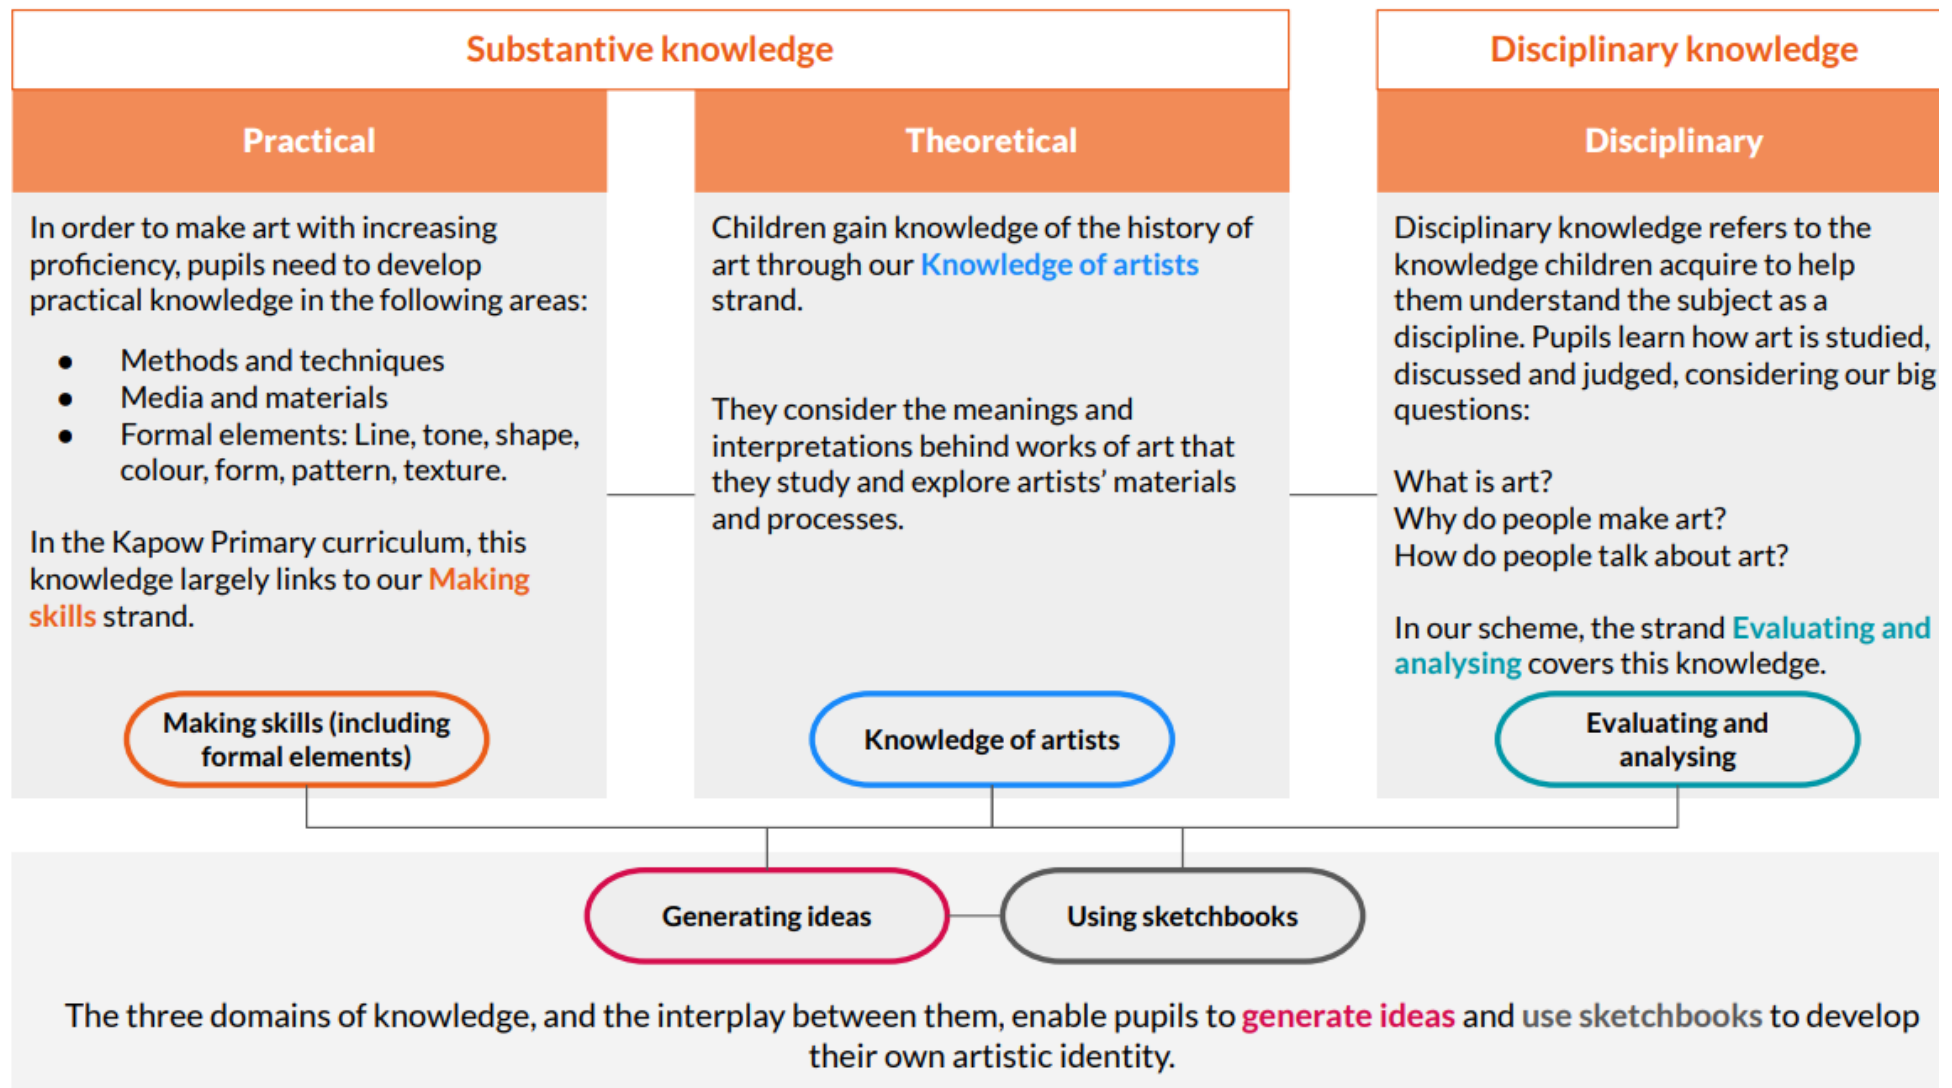 Substantive knowledge
Disciplinary knowledge
Practical
Theoretical
Disciplinary
In order to make art with increasing
proficiency, pupils need to develop
practical knowledge in the following areas:
● Methods and techniques
● Media and materials
● Formal elements: Line, tone, shape,
colour, form, pattern, texture.
In the Kapow Primary curriculum, this
knowledge largely links to our Making
skills strand.
Making skills (including
formal elements)
Children gain knowledge of the history of
art through our Knowledge of artists
strand.
They consider the meanings and
interpretations behind works of art that
they study and explore artists’ materials
and processes.
Knowledge of artists
Disciplinary knowledge refers to the
knowledge children acquire to help
them understand the subject as a
discipline. Pupils learn how art is studied,
discussed and judged, considering our big
questions:
What is art?
Why do people make art?
How do people talk about art?
In our scheme, the strand Evaluating and
analysing covers this knowledge.
Evaluating and
analysing
Generating ideas
Using sketchbooks
The three domains of knowledge, and the interplay between them, enable pupils to generate ideas and use sketchbooks to develop
their own artistic identity.